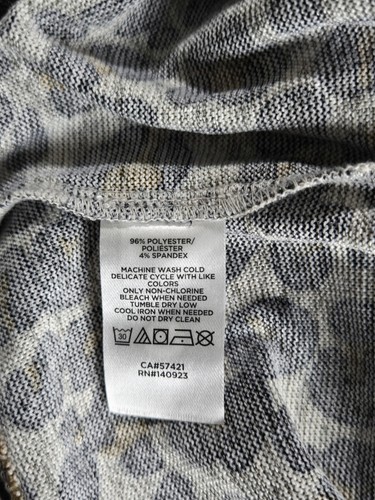 96% POLYESTER/
POLIÉSTER
4% SPANDEX
MACHINE WASH COLD
DELICATE CYCLE WITH LIKE
COLORS
ONLY NON-CHLORINE
BLEACH WHEN NEEDED
TUMBLE DRY LOW
COOL IRON WHEN NEEDED
DO NOT DRY CLEAN
30
CA#57421
RN#140923